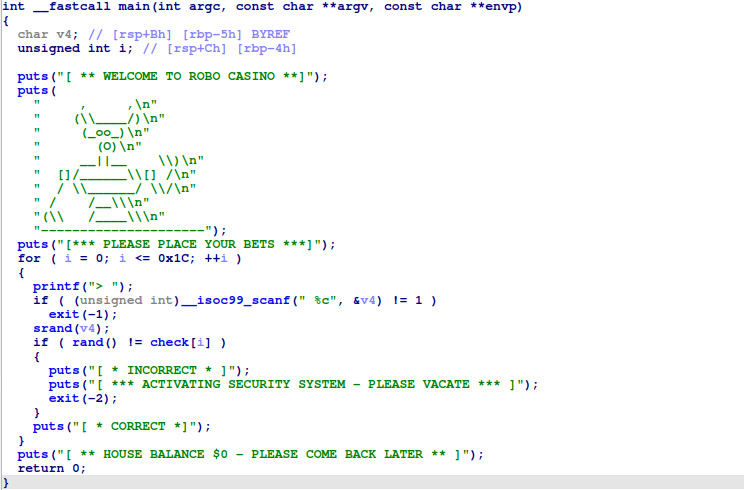 int __fastcall main(int argc, const char **argv, const char **envp)
{
  char v4; // [rsp+Bh] [rbp-5h] BYREF
  unsigned int i; // [rsp+Ch] [rbp-4h]

  puts("[ ** WELCOME TO ROBO CASINO **]");
  puts(
    "      ,     ,\n"
    "     (\\____/)\n"
    "      (_oo_)\n"
    "        (O)\n"
    "      __||__    \\)\n"
    "   []/______\\[] /\n"
    "   / \\______/ \\/\n"
    "  /    /__\\\n"
    "(\\   /____\\\n"
    "---------------------");
  puts("[*** PLEASE PLACE YOUR BETS ***]");
  for ( i = 0; i <= 0x1C; ++i )
  {
    printf("> ");
    if ( (unsigned int)__isoc99_scanf(" %c", &v4) != 1 )
      exit(-1);
    srand(v4);
    if ( rand() != check[i] )
    {
      puts("[ * INCORRECT * ]");
      puts("[ *** ACTIVATING SECURITY SYSTEM - PLEASE VACATE *** ]");
      exit(-2);
    }
    puts("[ * CORRECT *]");
  }
  puts("[ ** HOUSE BALANCE $0 - PLEASE COME BACK LATER ** ]");
  return 0;
}